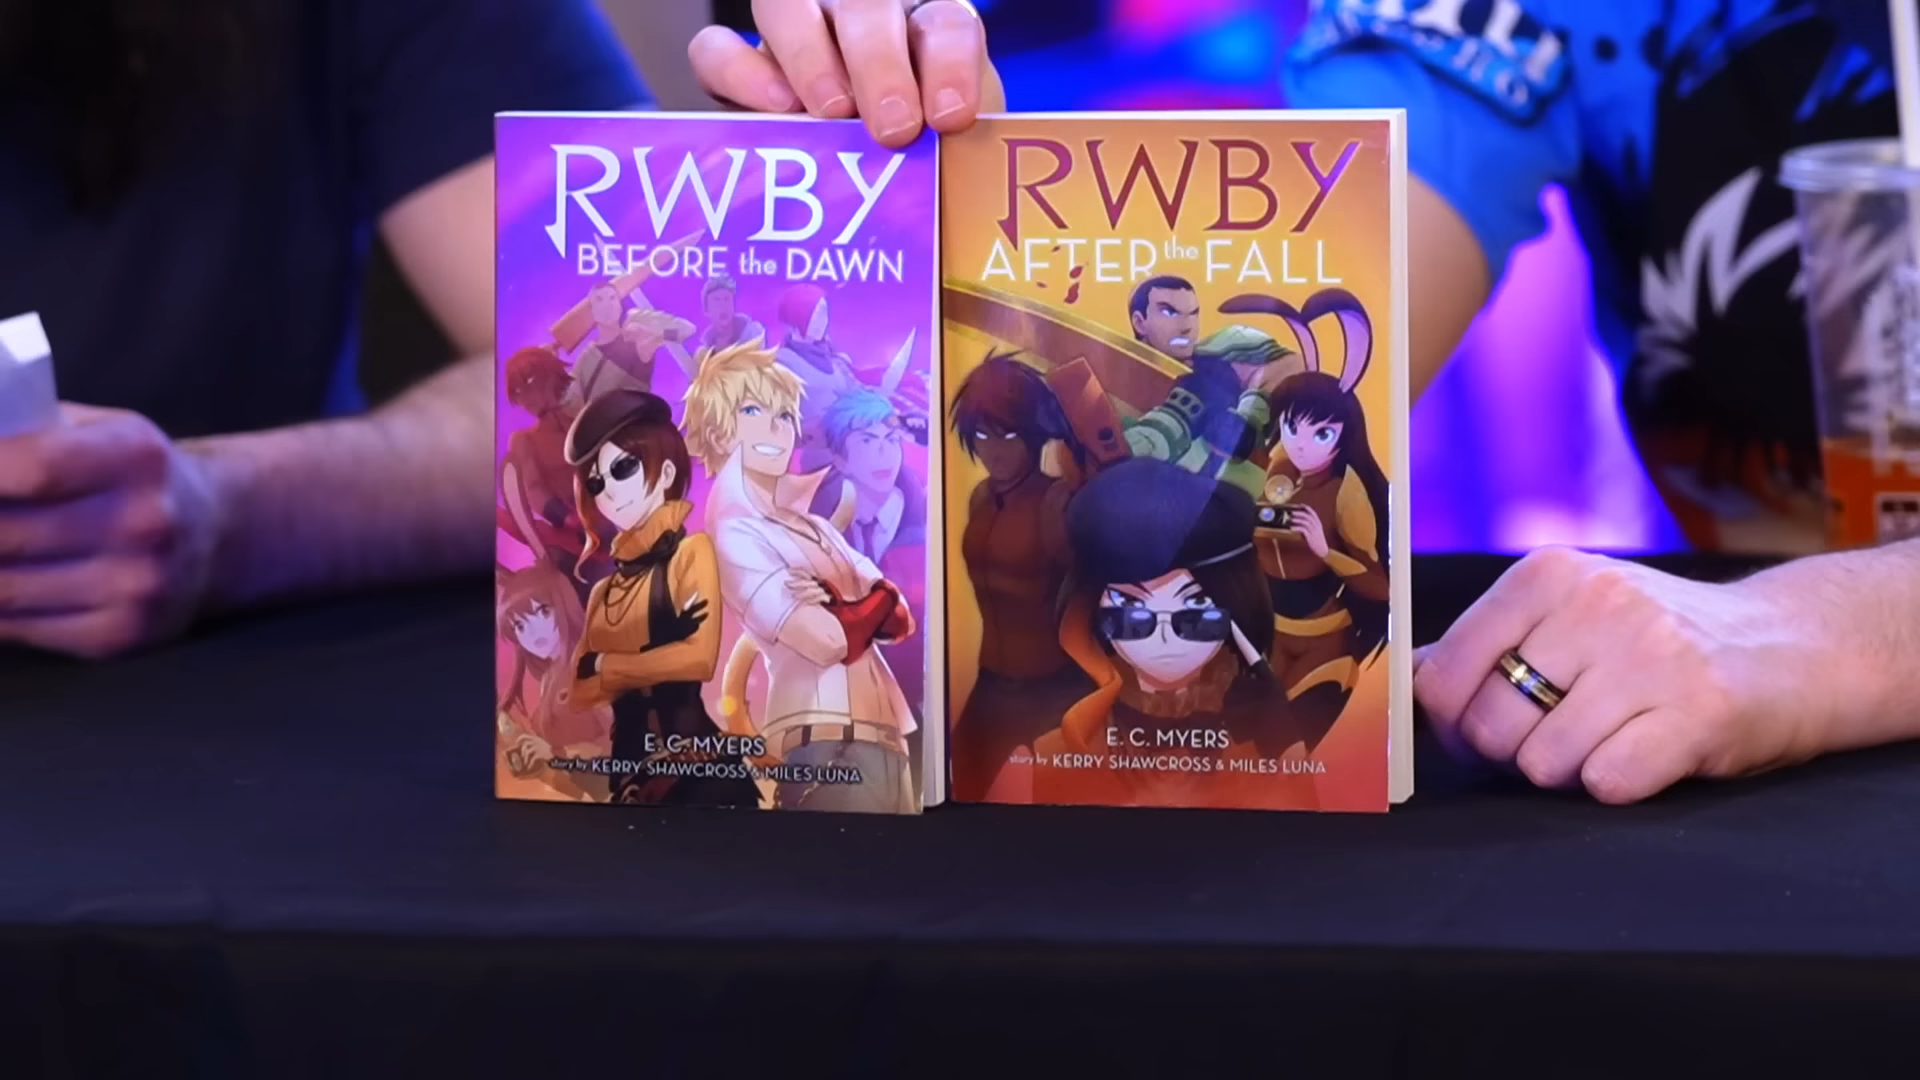 RWBY
BEFORE the DAWN
E. C. MYERS
story by KERRY SHAWCROSS & MILES LUNA
RWBY
AFTER the FALL
E. C. MYERS
story by KERRY SHAWCROSS & MILES LUNA